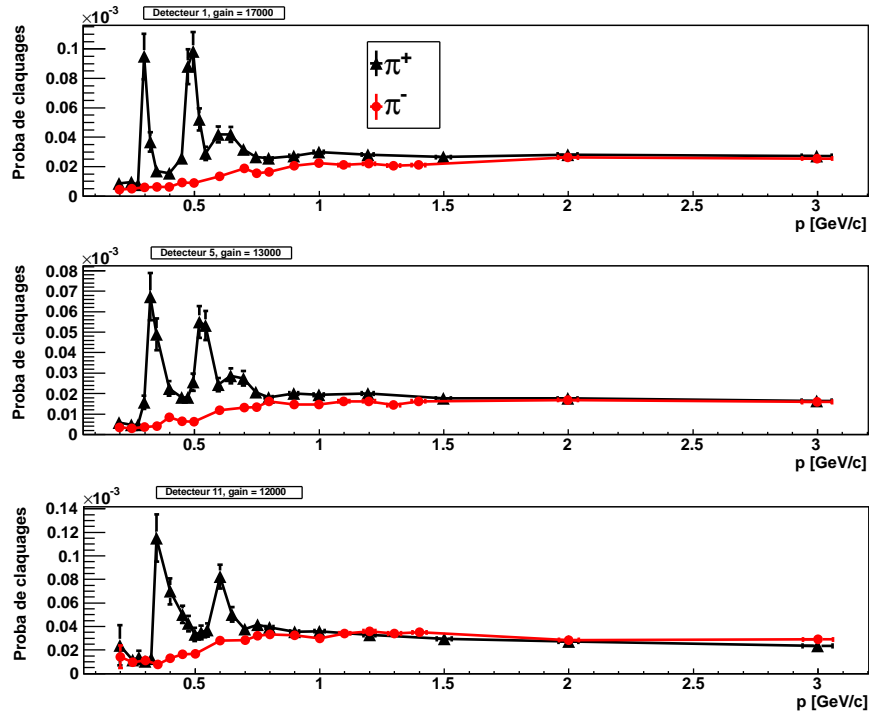 ×10⁻³
Detecteur 1, gain = 17000
Proba de claquages
0.1
0.08
0.06
0.04
0.02
0
π⁺
π⁻
0.5 1 1.5 2 2.5 3
p [GeV/c]
×10⁻³
Detecteur 5, gain = 13000
Proba de claquages
0.08
0.07
0.06
0.05
0.04
0.03
0.02
0.01
0
0.5 1 1.5 2 2.5 3
p [GeV/c]
×10⁻³
Detecteur 11, gain = 12000
Proba de claquages
0.14
0.12
0.1
0.08
0.06
0.04
0.02
0
0.5 1 1.5 2 2.5 3
p [GeV/c]